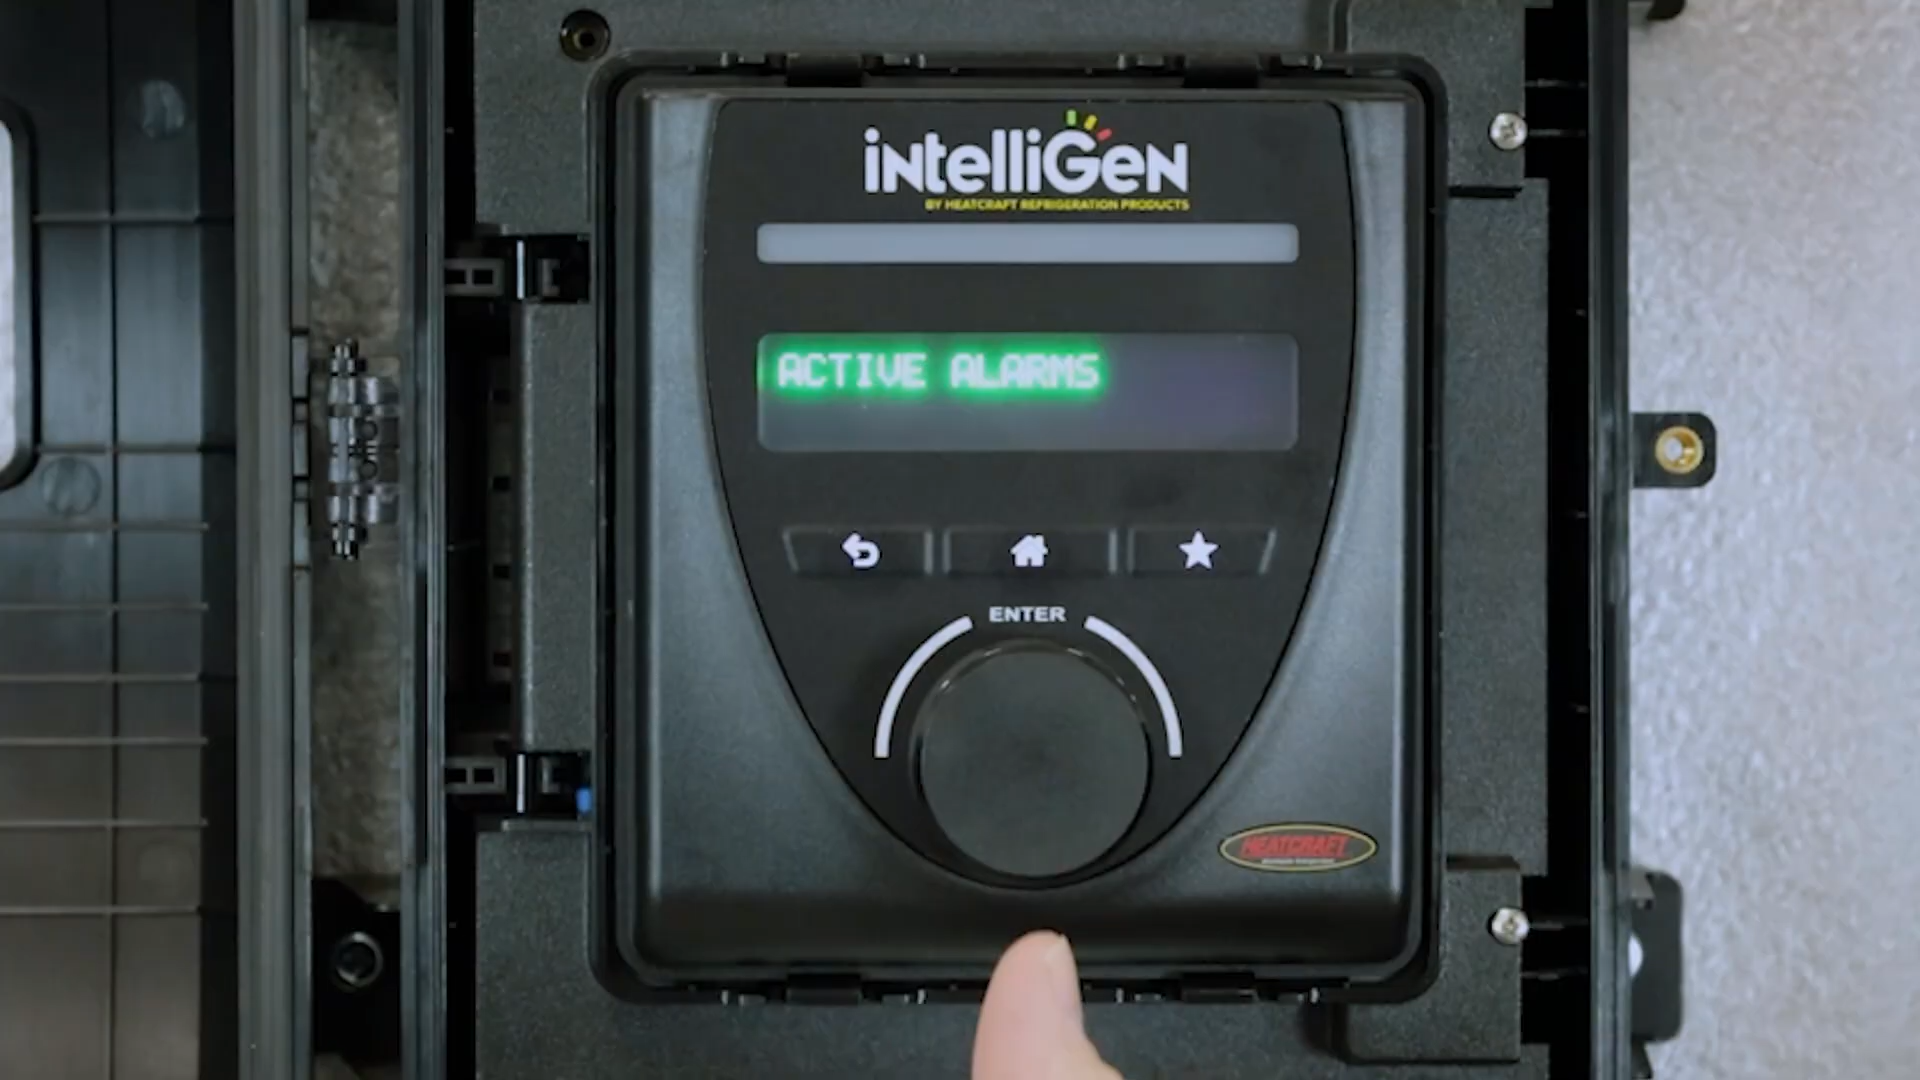 intelliGen
BY HEATCRAFT REFRIGERATION PRODUCTS
ACTIVE ALARMS
ENTER
HEATCRAFT